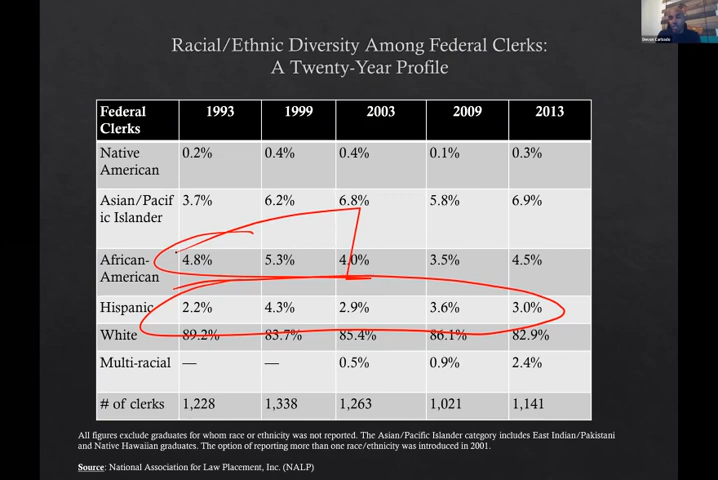 Devon Carbado
Racial/Ethnic Diversity Among Federal Clerks:
A Twenty-Year Profile
Federal Clerks 1993 1999 2003 2009 2013
Native American 0.2% 0.4% 0.4% 0.1% 0.3%
Asian/Pacific Islander 3.7% 6.2% 6.8% 5.8% 6.9%
African-American 4.8% 5.3% 4.0% 3.5% 4.5%
Hispanic 2.2% 4.3% 2.9% 3.6% 3.0%
White 89.2% 83.7% 85.4% 86.1% 82.9%
Multi-racial — — 0.5% 0.9% 2.4%
# of clerks 1,228 1,338 1,263 1,021 1,141
All figures exclude graduates for whom race or ethnicity was not reported. The Asian/Pacific Islander category includes East Indian/Pakistani
and Native Hawaiian graduates. The option of reporting more than one race/ethnicity was introduced in 2001.
Source: National Association for Law Placement, Inc. (NALP)